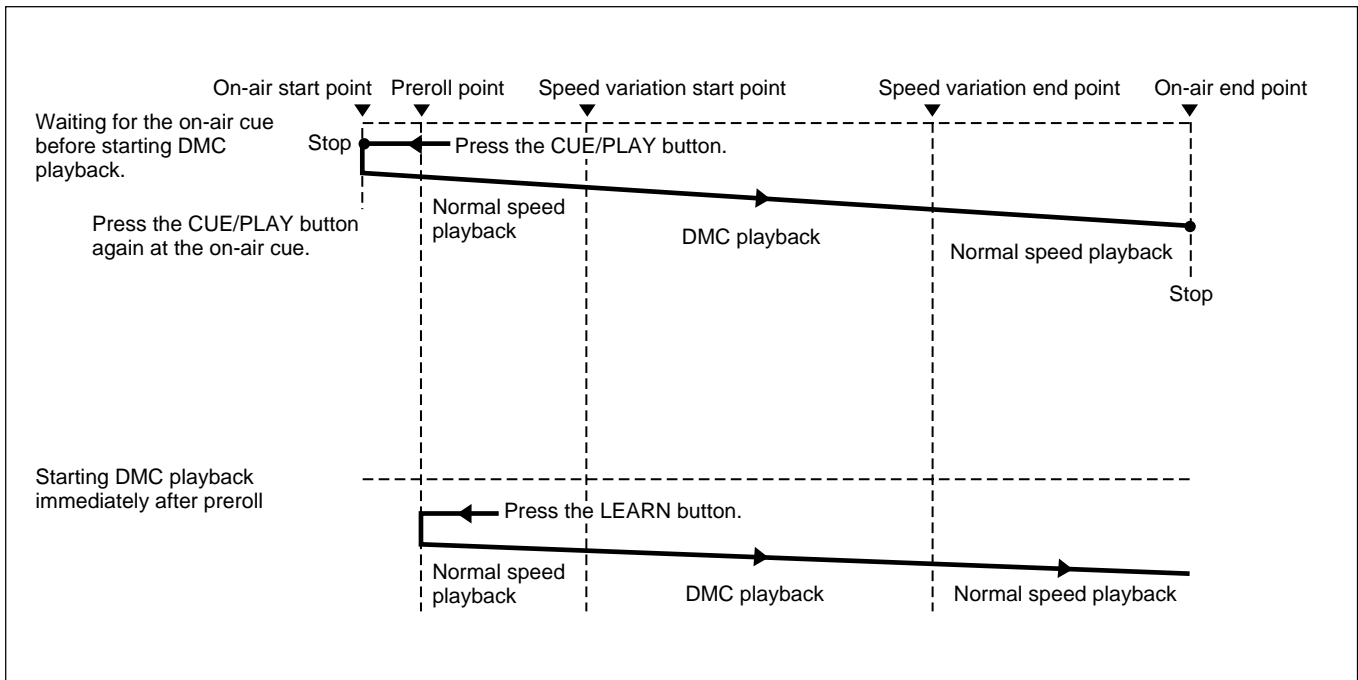 On-air start point Preroll point Speed variation start point Speed variation end point On-air end point
Waiting for the on-air cue
before starting DMC
playback.
Stop
Press the CUE/PLAY button.
Press the CUE/PLAY button
again at the on-air cue.
Normal speed
playback
DMC playback
Normal speed playback
Stop
Starting DMC playback
immediately after preroll
Press the LEARN button.
Normal speed
playback
DMC playback
Normal speed playback